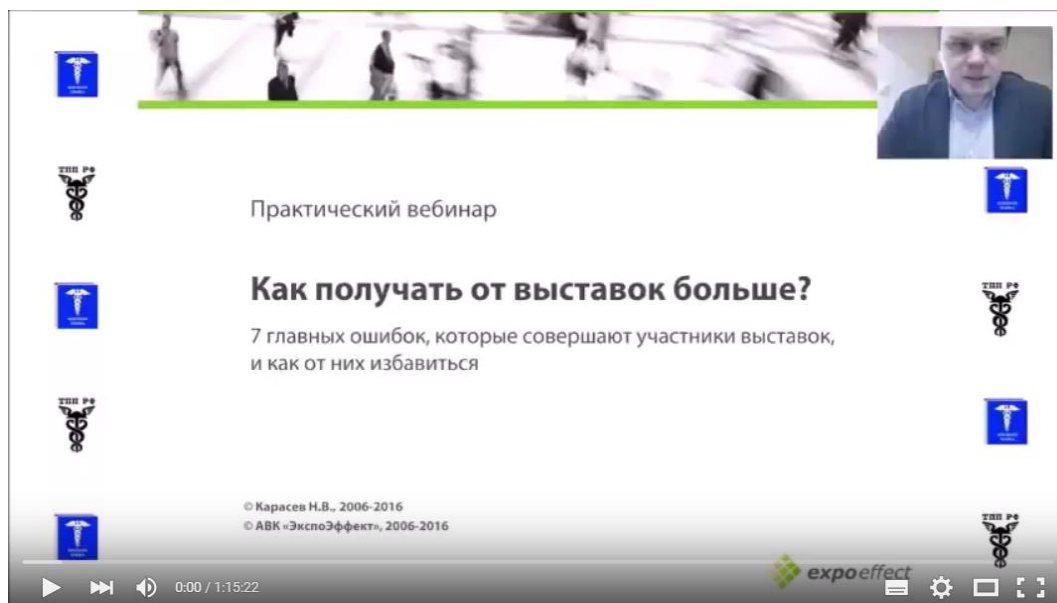 Практический вебинар
Как получать от выставок больше?
7 главных ошибок, которые совершают участники выставок,
и как от них избавиться
© Карасев Н.В., 2006-2016
© АВК «ЭкспоЭффект», 2006-2016
ТПП РФ
ТПП РФ
ТПП РФ
ТПП РФ
expoeffect
0:00 / 1:15:22